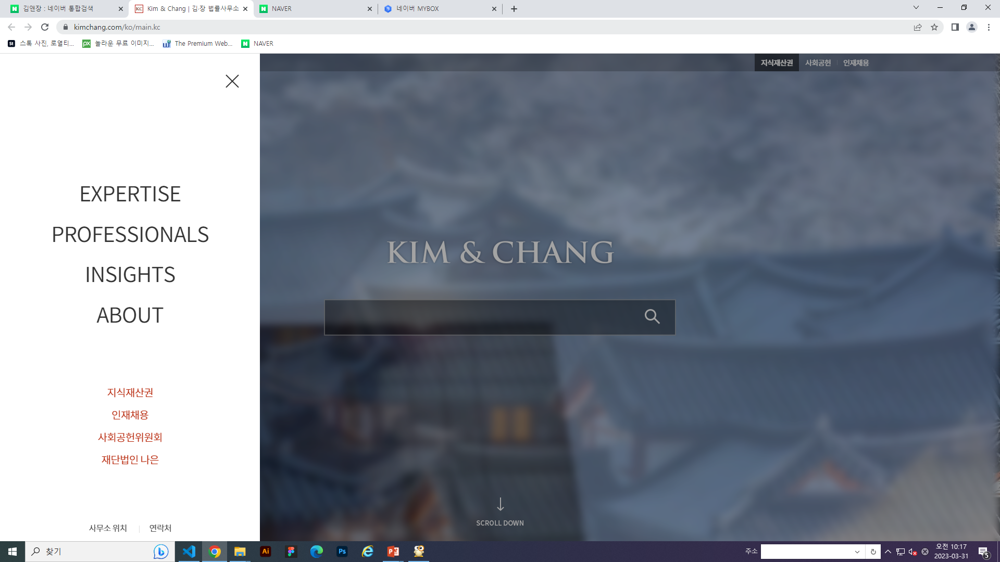 김앤장 : 네이버 통합검색
Kim & Chang | 김·장 법률사무소
NAVER
네이버 MYBOX
kimchang.com/ko/main.kc
스톡 사진, 로열티...
놀라운 무료 이미지...
The Premium Web...
NAVER
지식재산권
사회공헌
인재채용
EXPERTISE
PROFESSIONALS
INSIGHTS
ABOUT
지식재산권
인재채용
사회공헌위원회
재단법인 나은
사무소 위치
연락처
KIM & CHANG
SCROLL DOWN
찾기
주소
오전 10:17
2023-03-31
5